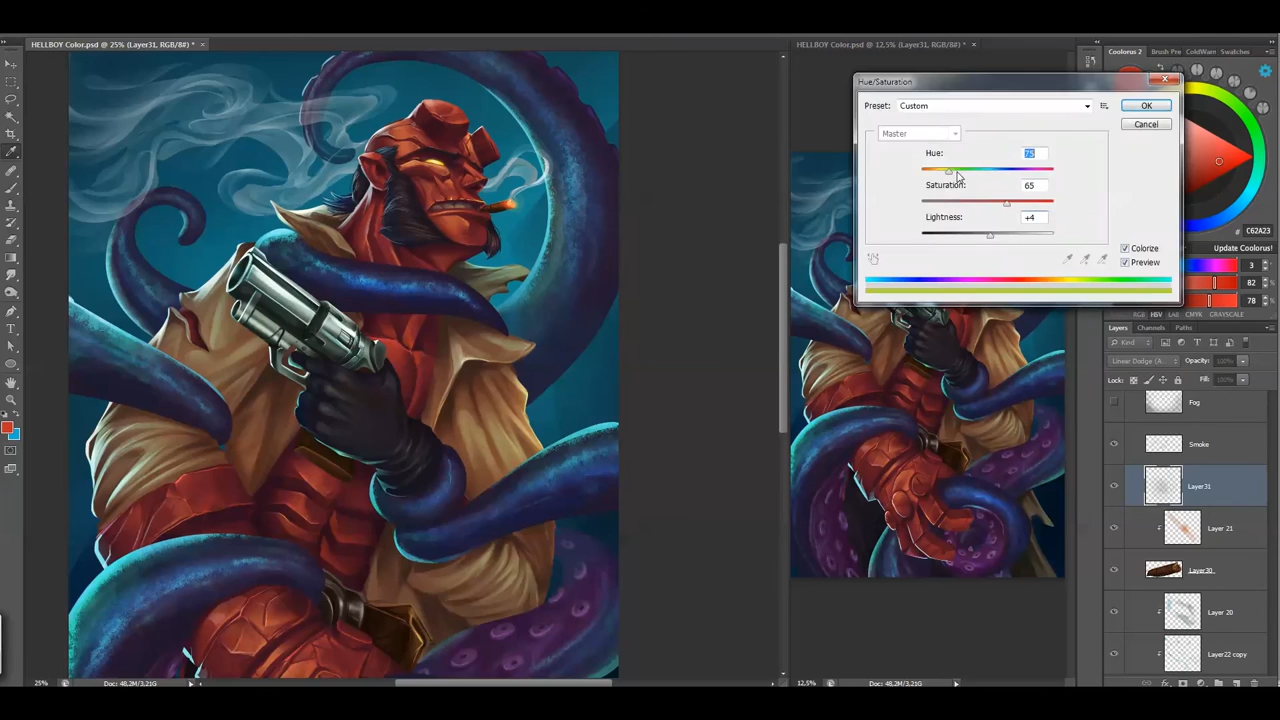 HELLBOY Color.psd @ 25% (Layer31, RGB/8#) * ×
HELLBOY Color.psd @ 12,5% (Layer31, RGB/8#) * ×
Coolorus 2 Brush Pro ColdWarm Swatches
Hue/Saturation
Preset: Custom
OK
Cancel
Master
Hue: 75
Saturation: 65
Lightness: +4
Colorize
Preview
# C62A23
Update Coolorus!
3
82
78
RGB HSV LAB CMYK GRAYSCALE
Layers Channels Paths
Kind
Linear Dodge (A... Opacity: 100%
Lock: Fill: 100%
Fog
Smoke
Layer31
Layer 21
Layer30
Layer 20
Layer22 copy
25% Doc: 48,2M/3,21G
12,5% Doc: 48,2M/3,21G